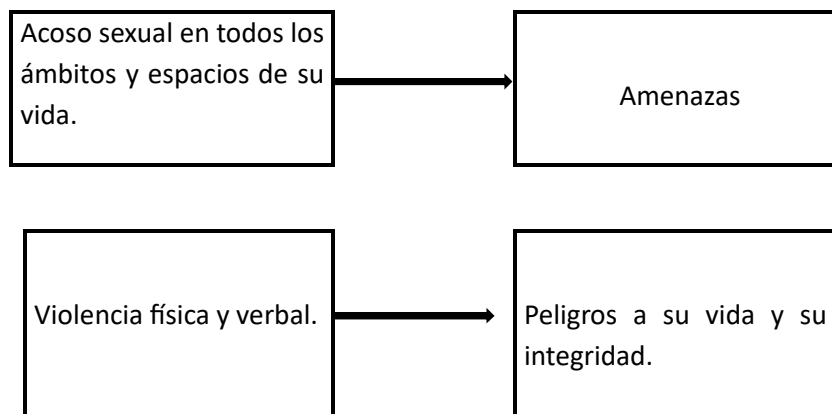 Acoso sexual en todos los
ámbitos y espacios de su
vida.
Amenazas
Violencia física y verbal.
Peligros a su vida y su
integridad.